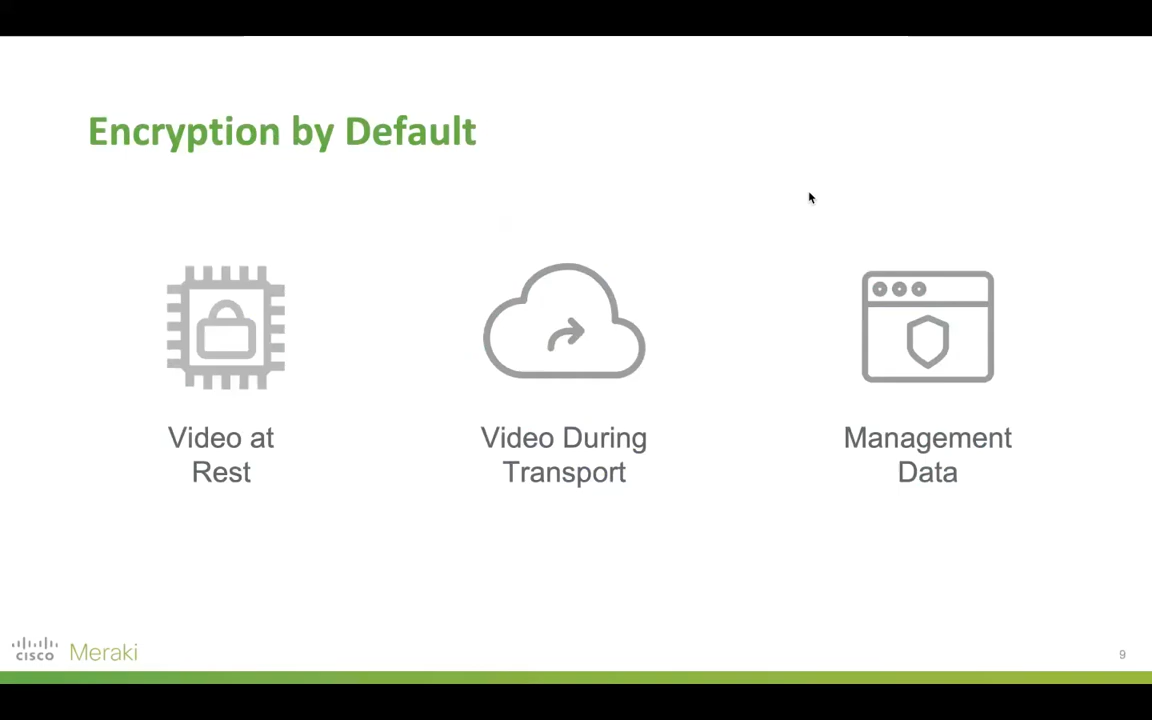 Encryption by Default
Video at
Rest
Video During
Transport
Management
Data
CISCO Meraki
9